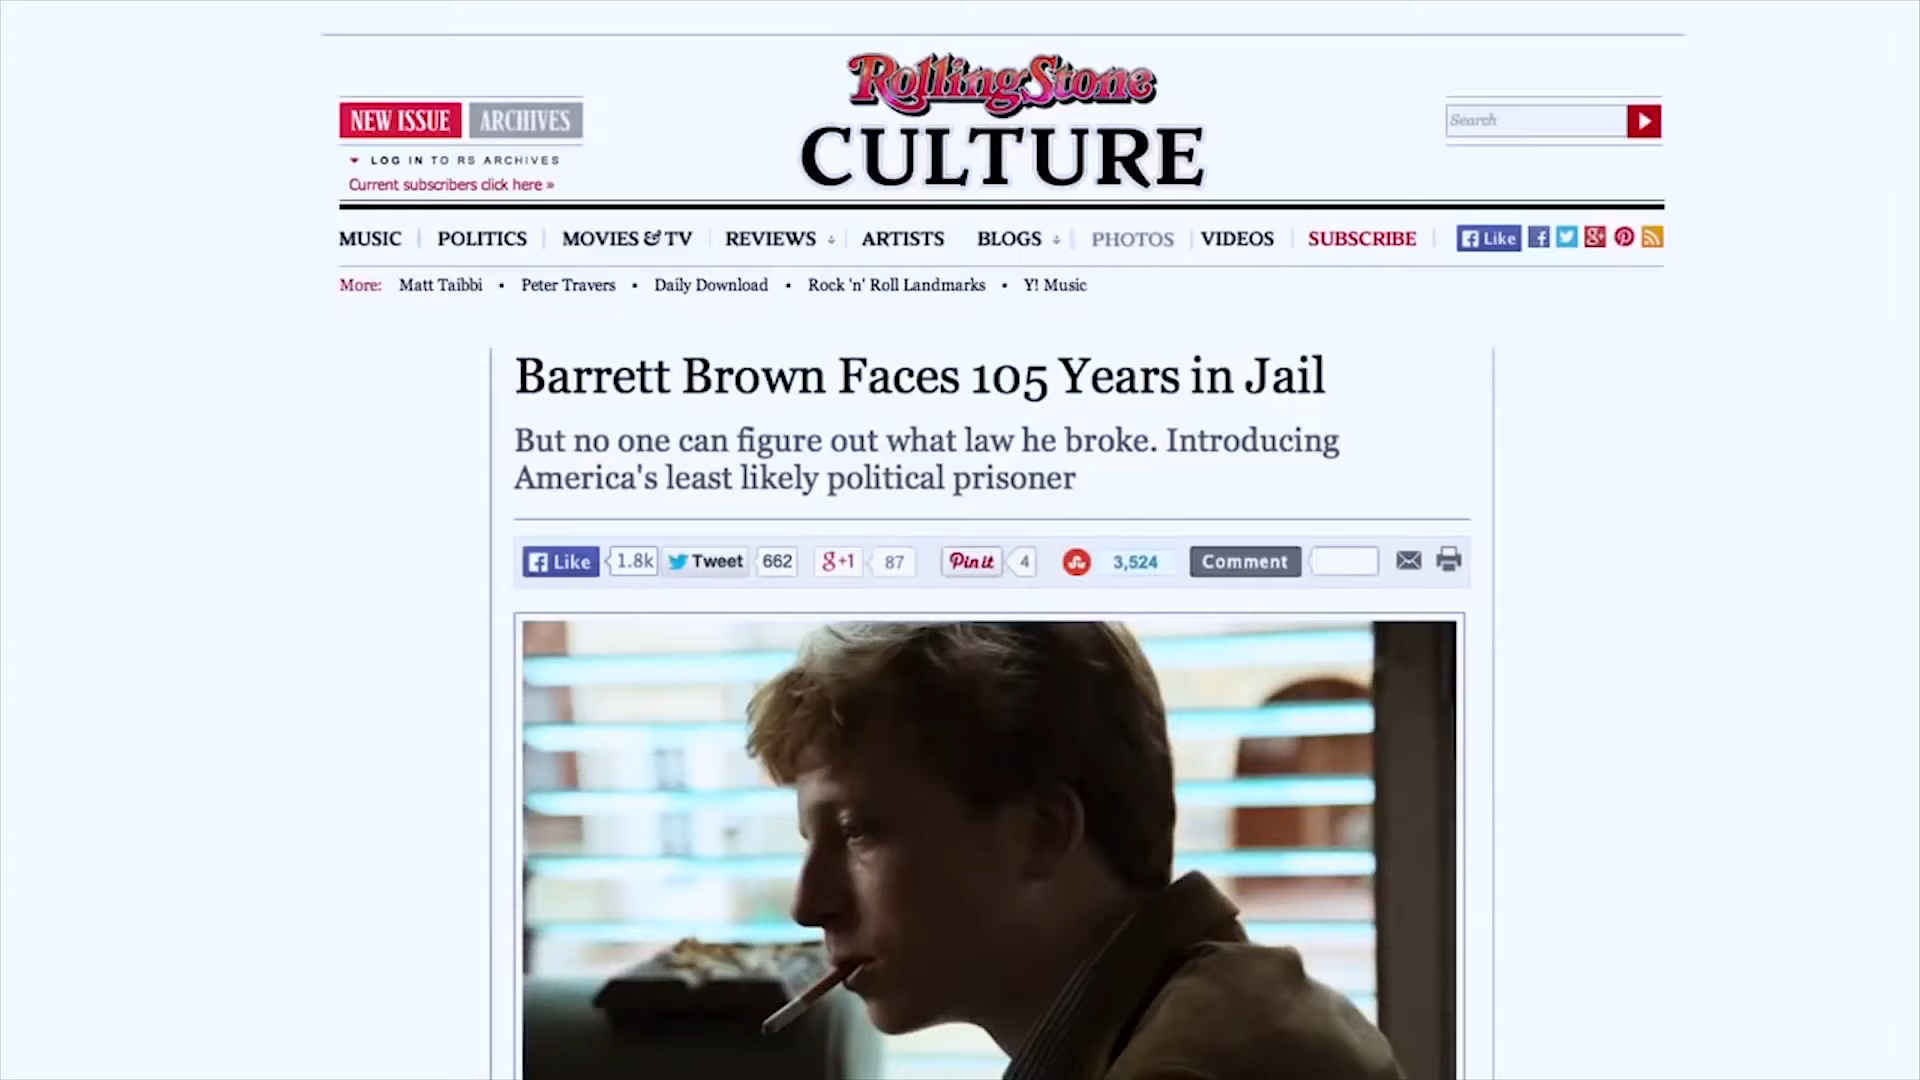 Rolling Stone
CULTURE
NEW ISSUE ARCHIVES
LOG IN TO RS ARCHIVES
Current subscribers click here »
Search
MUSIC POLITICS MOVIES & TV REVIEWS ARTISTS BLOGS PHOTOS VIDEOS SUBSCRIBE Like
More: Matt Taibbi • Peter Travers • Daily Download • Rock 'n' Roll Landmarks • Y! Music
Barrett Brown Faces 105 Years in Jail
But no one can figure out what law he broke. Introducing
America's least likely political prisoner
Like 1.8k Tweet 662 g+1 87 Pin it 4 3,524 Comment